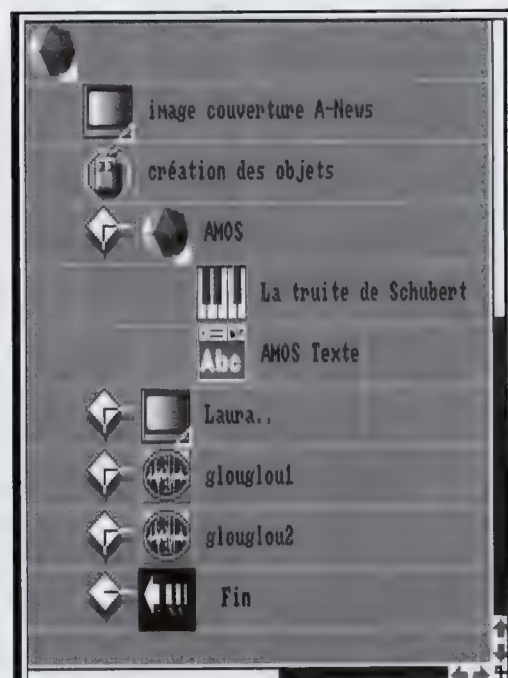 image couverture A-News
création des objets
AMOS
La truite de Schubert
Abc
AMOS Texte
Laura..
glouglou1
glouglou2
Fin